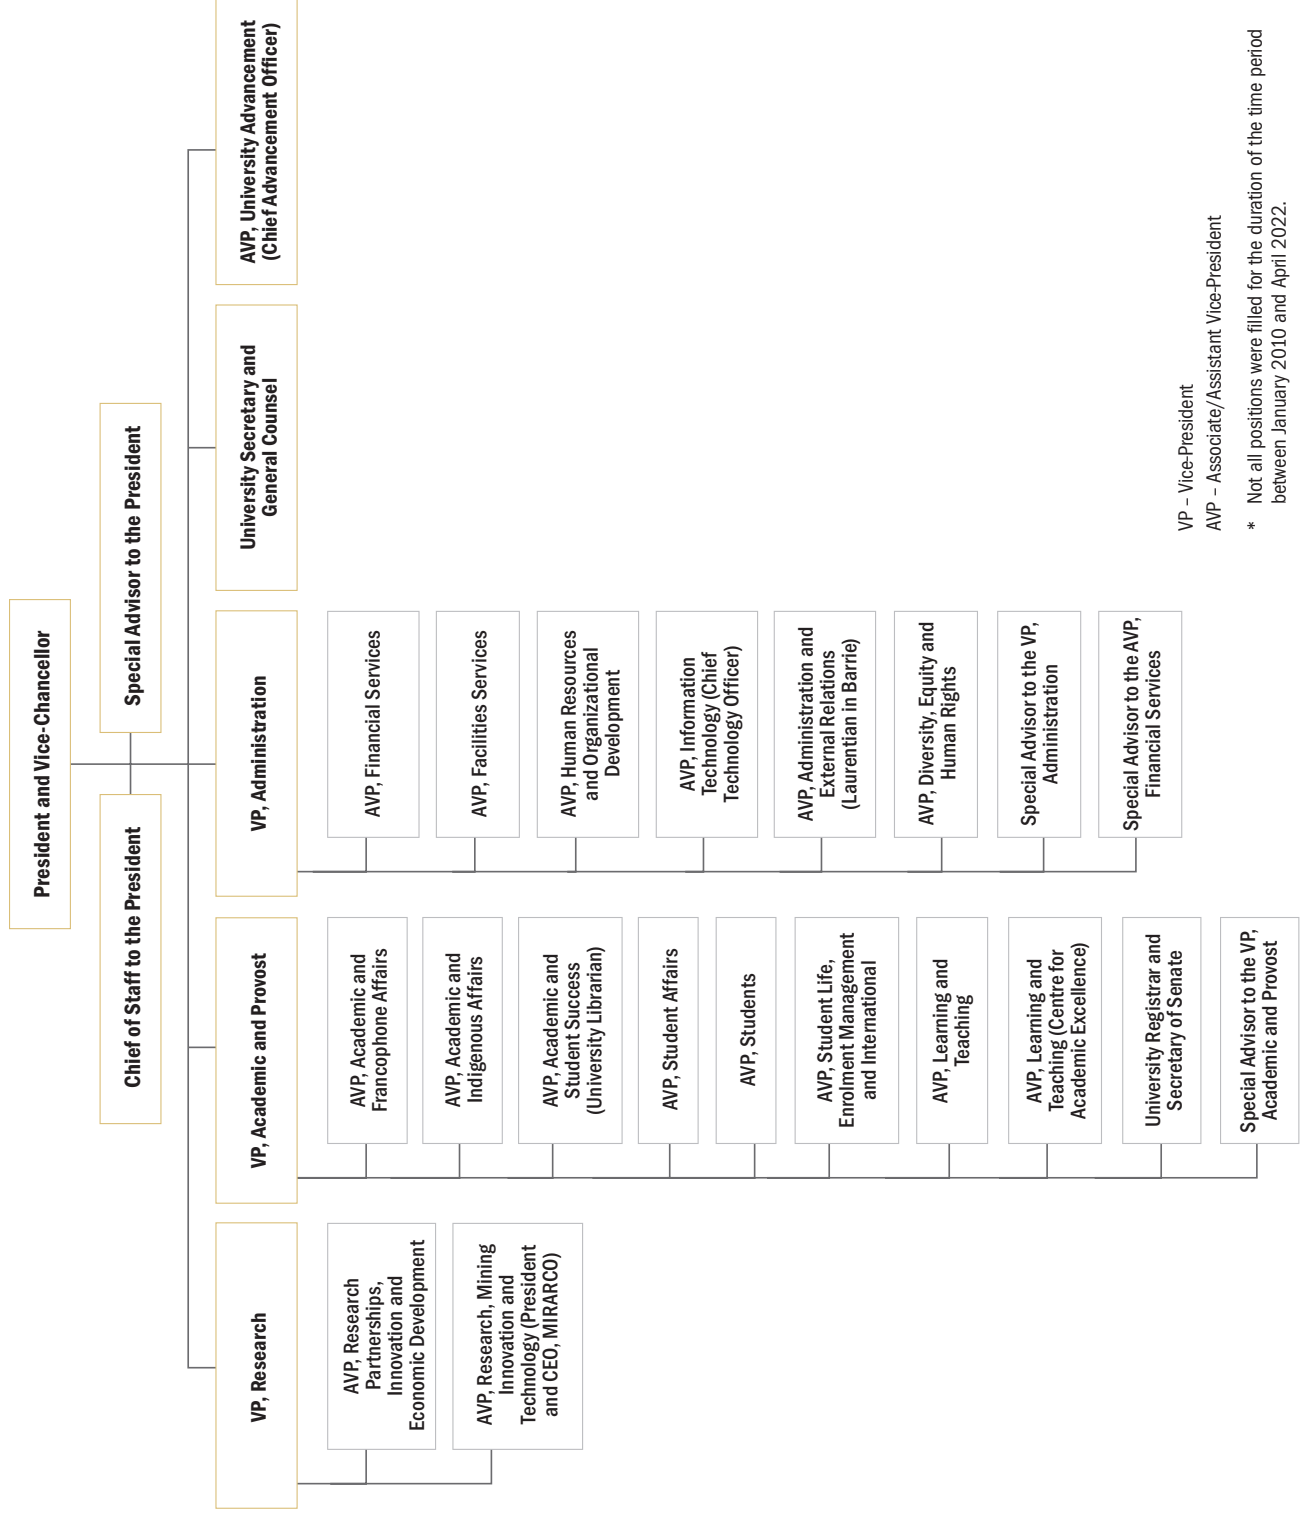 President and Vice-Chancellor
Chief of Staff to the President
Special Advisor to the President
VP, Research
AVP, Research
Partnerships,
Innovation and
Economic Development
AVP, Research, Mining
Innovation and
Technology (President
and CEO, MIRARCO)
VP, Academic and Provost
AVP, Academic and
Francophone Affairs
AVP, Academic and
Indigenous Affairs
AVP, Academic and
Student Success
(University Librarian)
AVP, Student Affairs
AVP, Students
AVP, Student Life,
Enrolment Management
and International
AVP, Learning and
Teaching
AVP, Learning and
Teaching (Centre for
Academic Excellence)
University Registrar and
Secretary of Senate
Special Advisor to the VP,
Academic and Provost
VP, Administration
AVP, Financial Services
AVP, Facilities Services
AVP, Human Resources
and Organizational
Development
AVP, Information
Technology (Chief
Technology Officer)
AVP, Administration and
External Relations
(Laurentian in Barrie)
AVP, Diversity, Equity and
Human Rights
Special Advisor to the VP,
Administration
Special Advisor to the AVP,
Financial Services
University Secretary and
General Counsel
AVP, University Advancement
(Chief Advancement Officer)
VP – Vice-President
AVP – Associate/Assistant Vice-President
* Not all positions were filled for the duration of the time period
between January 2010 and April 2022.